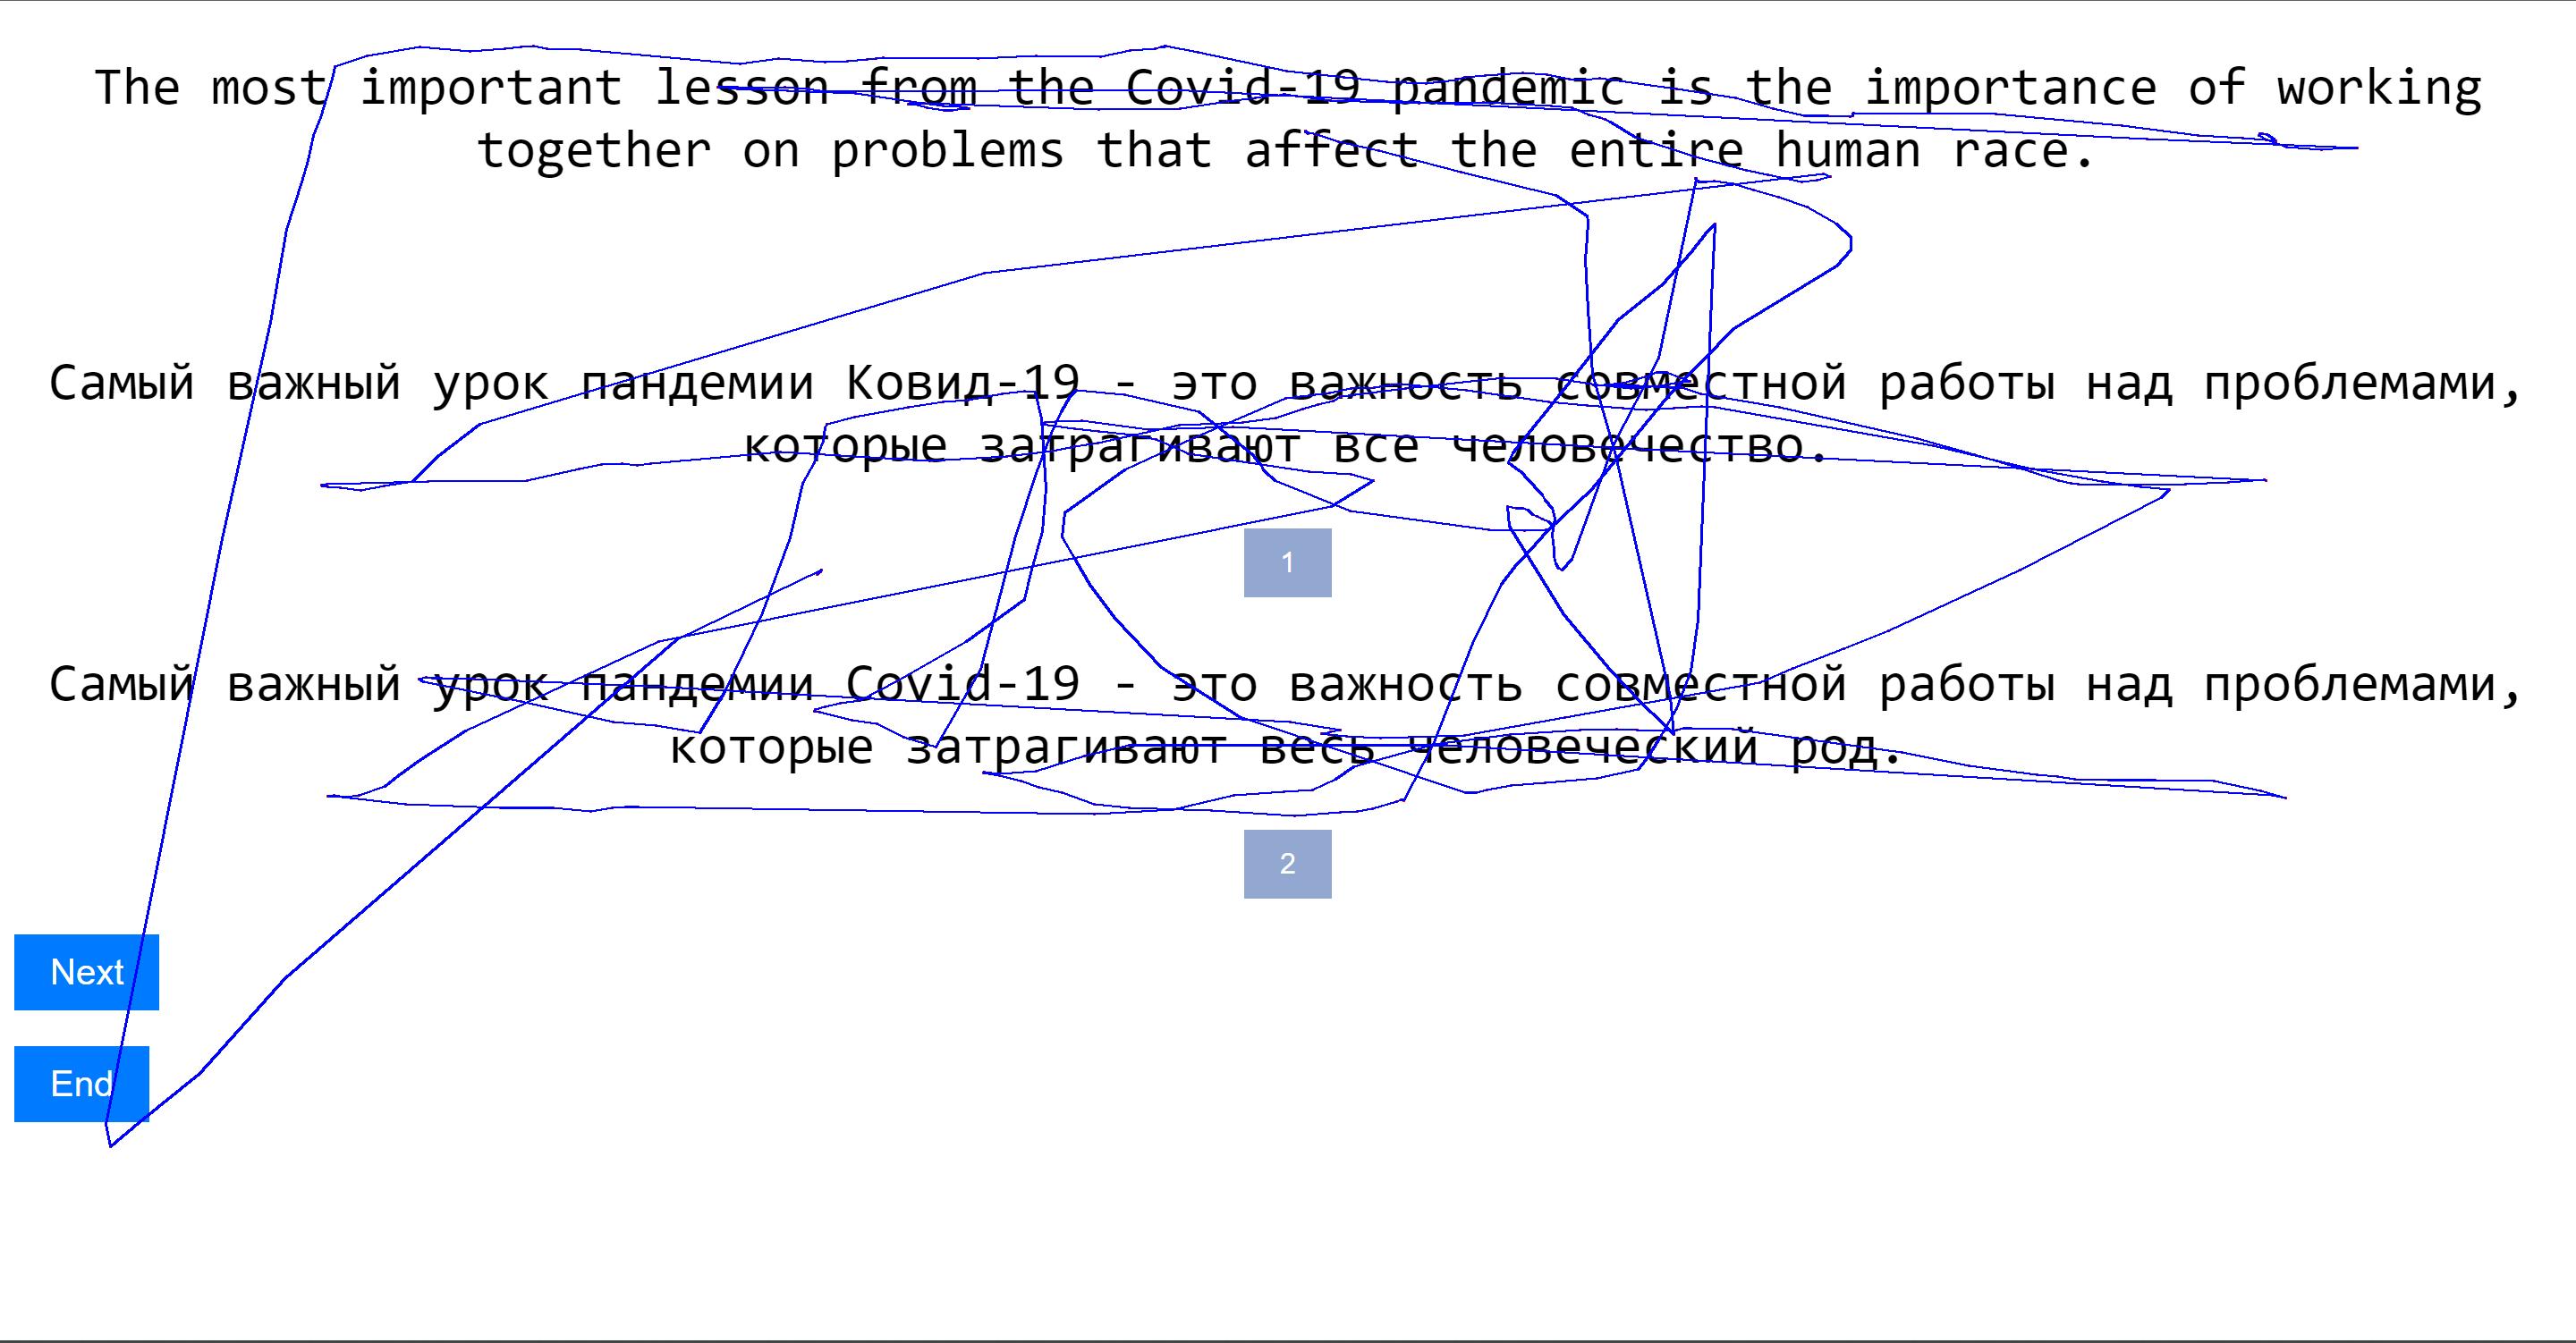 The most important lesson from the Covid-19 pandemic is the importance of working
together on problems that affect the entire human race.
Самый важный урок пандемии Ковид-19 - это важность совместной работы над проблемами,
которые затрагивают все человечество.
1
Самый важный урок пандемии Covid-19 - это важность совместной работы над проблемами,
которые затрагивают весь человеческий род.
2
Next
End